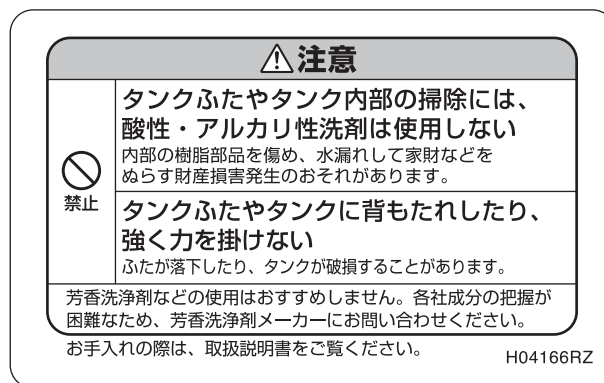 注意
タンクふたやタンク内部の掃除には、
酸性・アルカリ性洗剤は使用しない
内部の樹脂部品を傷め、水漏れして家財などを
ぬらす財産損害発生のおそれがあります。
禁止
タンクふたやタンクに背もたれしたり、
強く力を掛けない
ふたが落下したり、タンクが破損することがあります。
芳香洗浄剤などの使用はおすすめしません。各社成分の把握が
困難なため、芳香洗浄剤メーカーにお問い合わせください。
お手入れの際は、取扱説明書をご覧ください。
H04166RZ